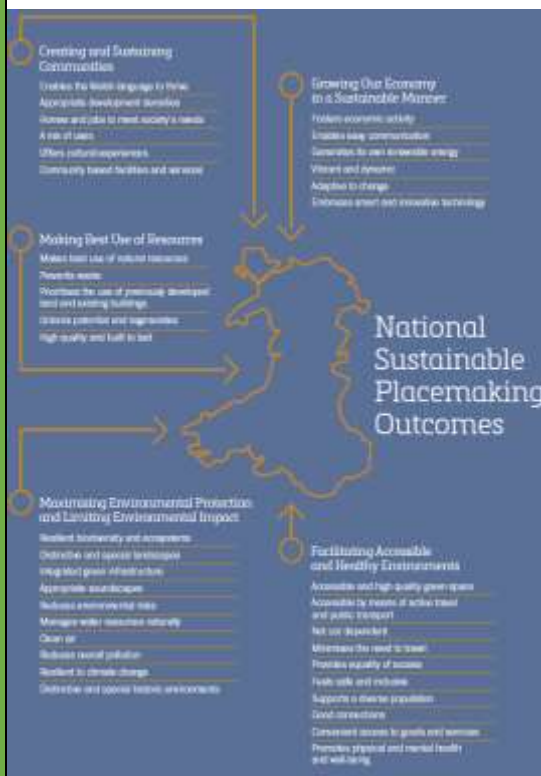 Creating and Sustaining
Communities
Enables the Welsh language to thrive
Appropriate development densities
Homes and jobs to meet society's needs
A mix of uses
Offers cultural experiences
Community based facilities and services
Growing Our Economy
in a Sustainable Manner
Fosters economic activity
Enables easy communication
Generates its own renewable energy
Vibrant and dynamic
Adaptive to change
Embraces smart and innovative technology
Making Best Use of Resources
Makes best use of natural resources
Prevents waste
Prioritises the use of previously developed
land and existing buildings
Unlocks potential and regenerates
High quality and built to last
National
Sustainable
Placemaking
Outcomes
Maximising Environmental Protection
and Limiting Environmental Impact
Resilient biodiversity and ecosystems
Distinctive and special landscapes
Integrated green infrastructure
Appropriate soundscapes
Reduces environmental risks
Manages water resources naturally
Clean air
Reduces overall pollution
Resilient to climate change
Distinctive and special historic environments
Facilitating Accessible
and Healthy Environments
Accessible and high quality green space
Accessible by means of active travel
and public transport
Not car dependent
Minimises the need to travel
Provides equality of access
Feels safe and inclusive
Supports a diverse population
Good connections
Convenient access to goods and services
Promotes physical and mental health
and well-being